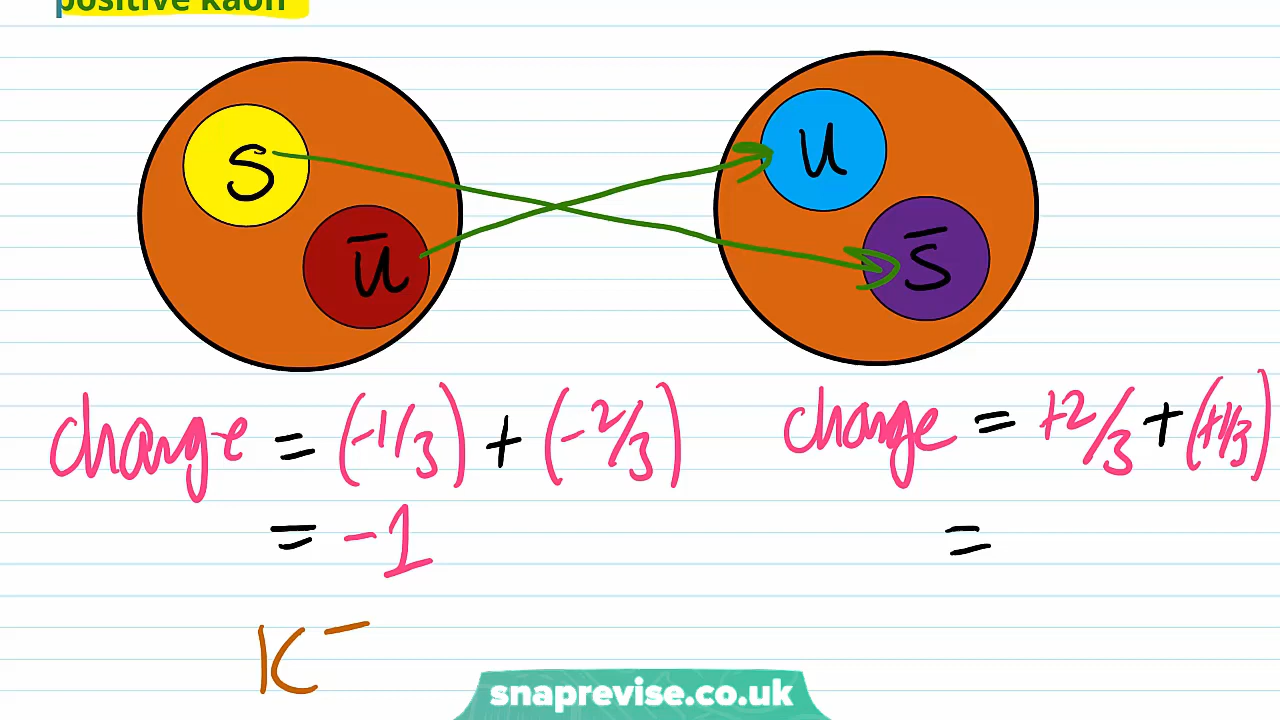 positive kaon
s
u̅
u
s̅
charge = (-1/3) + (-2/3)
= -1
K⁻
charge = +2/3 + (+1/3)
=
snaprevise.co.uk